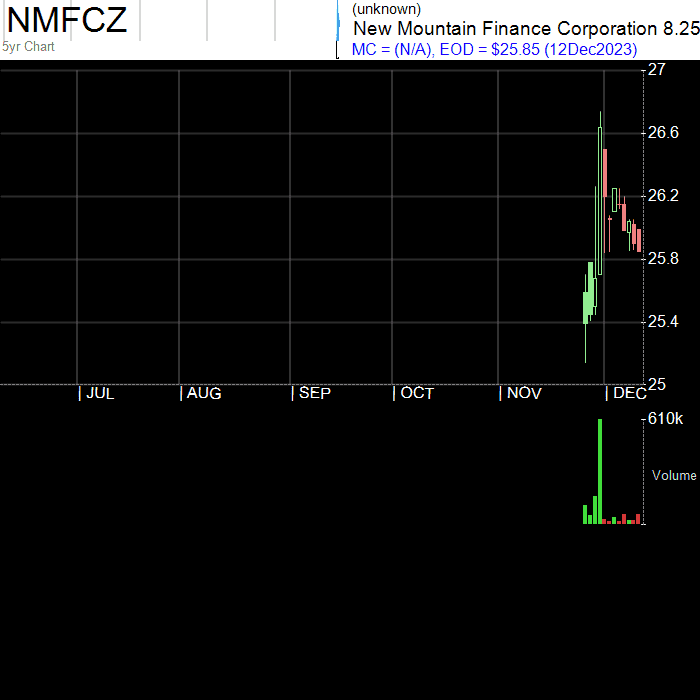 NMFCZ
5yr Chart
(unknown)
New Mountain Finance Corporation 8.25
MC = (N/A), EOD = $25.85 (12Dec2023)
27
26.6
26.2
25.8
25.4
25
| JUL | AUG | SEP | OCT | NOV | DEC
610k
Volume